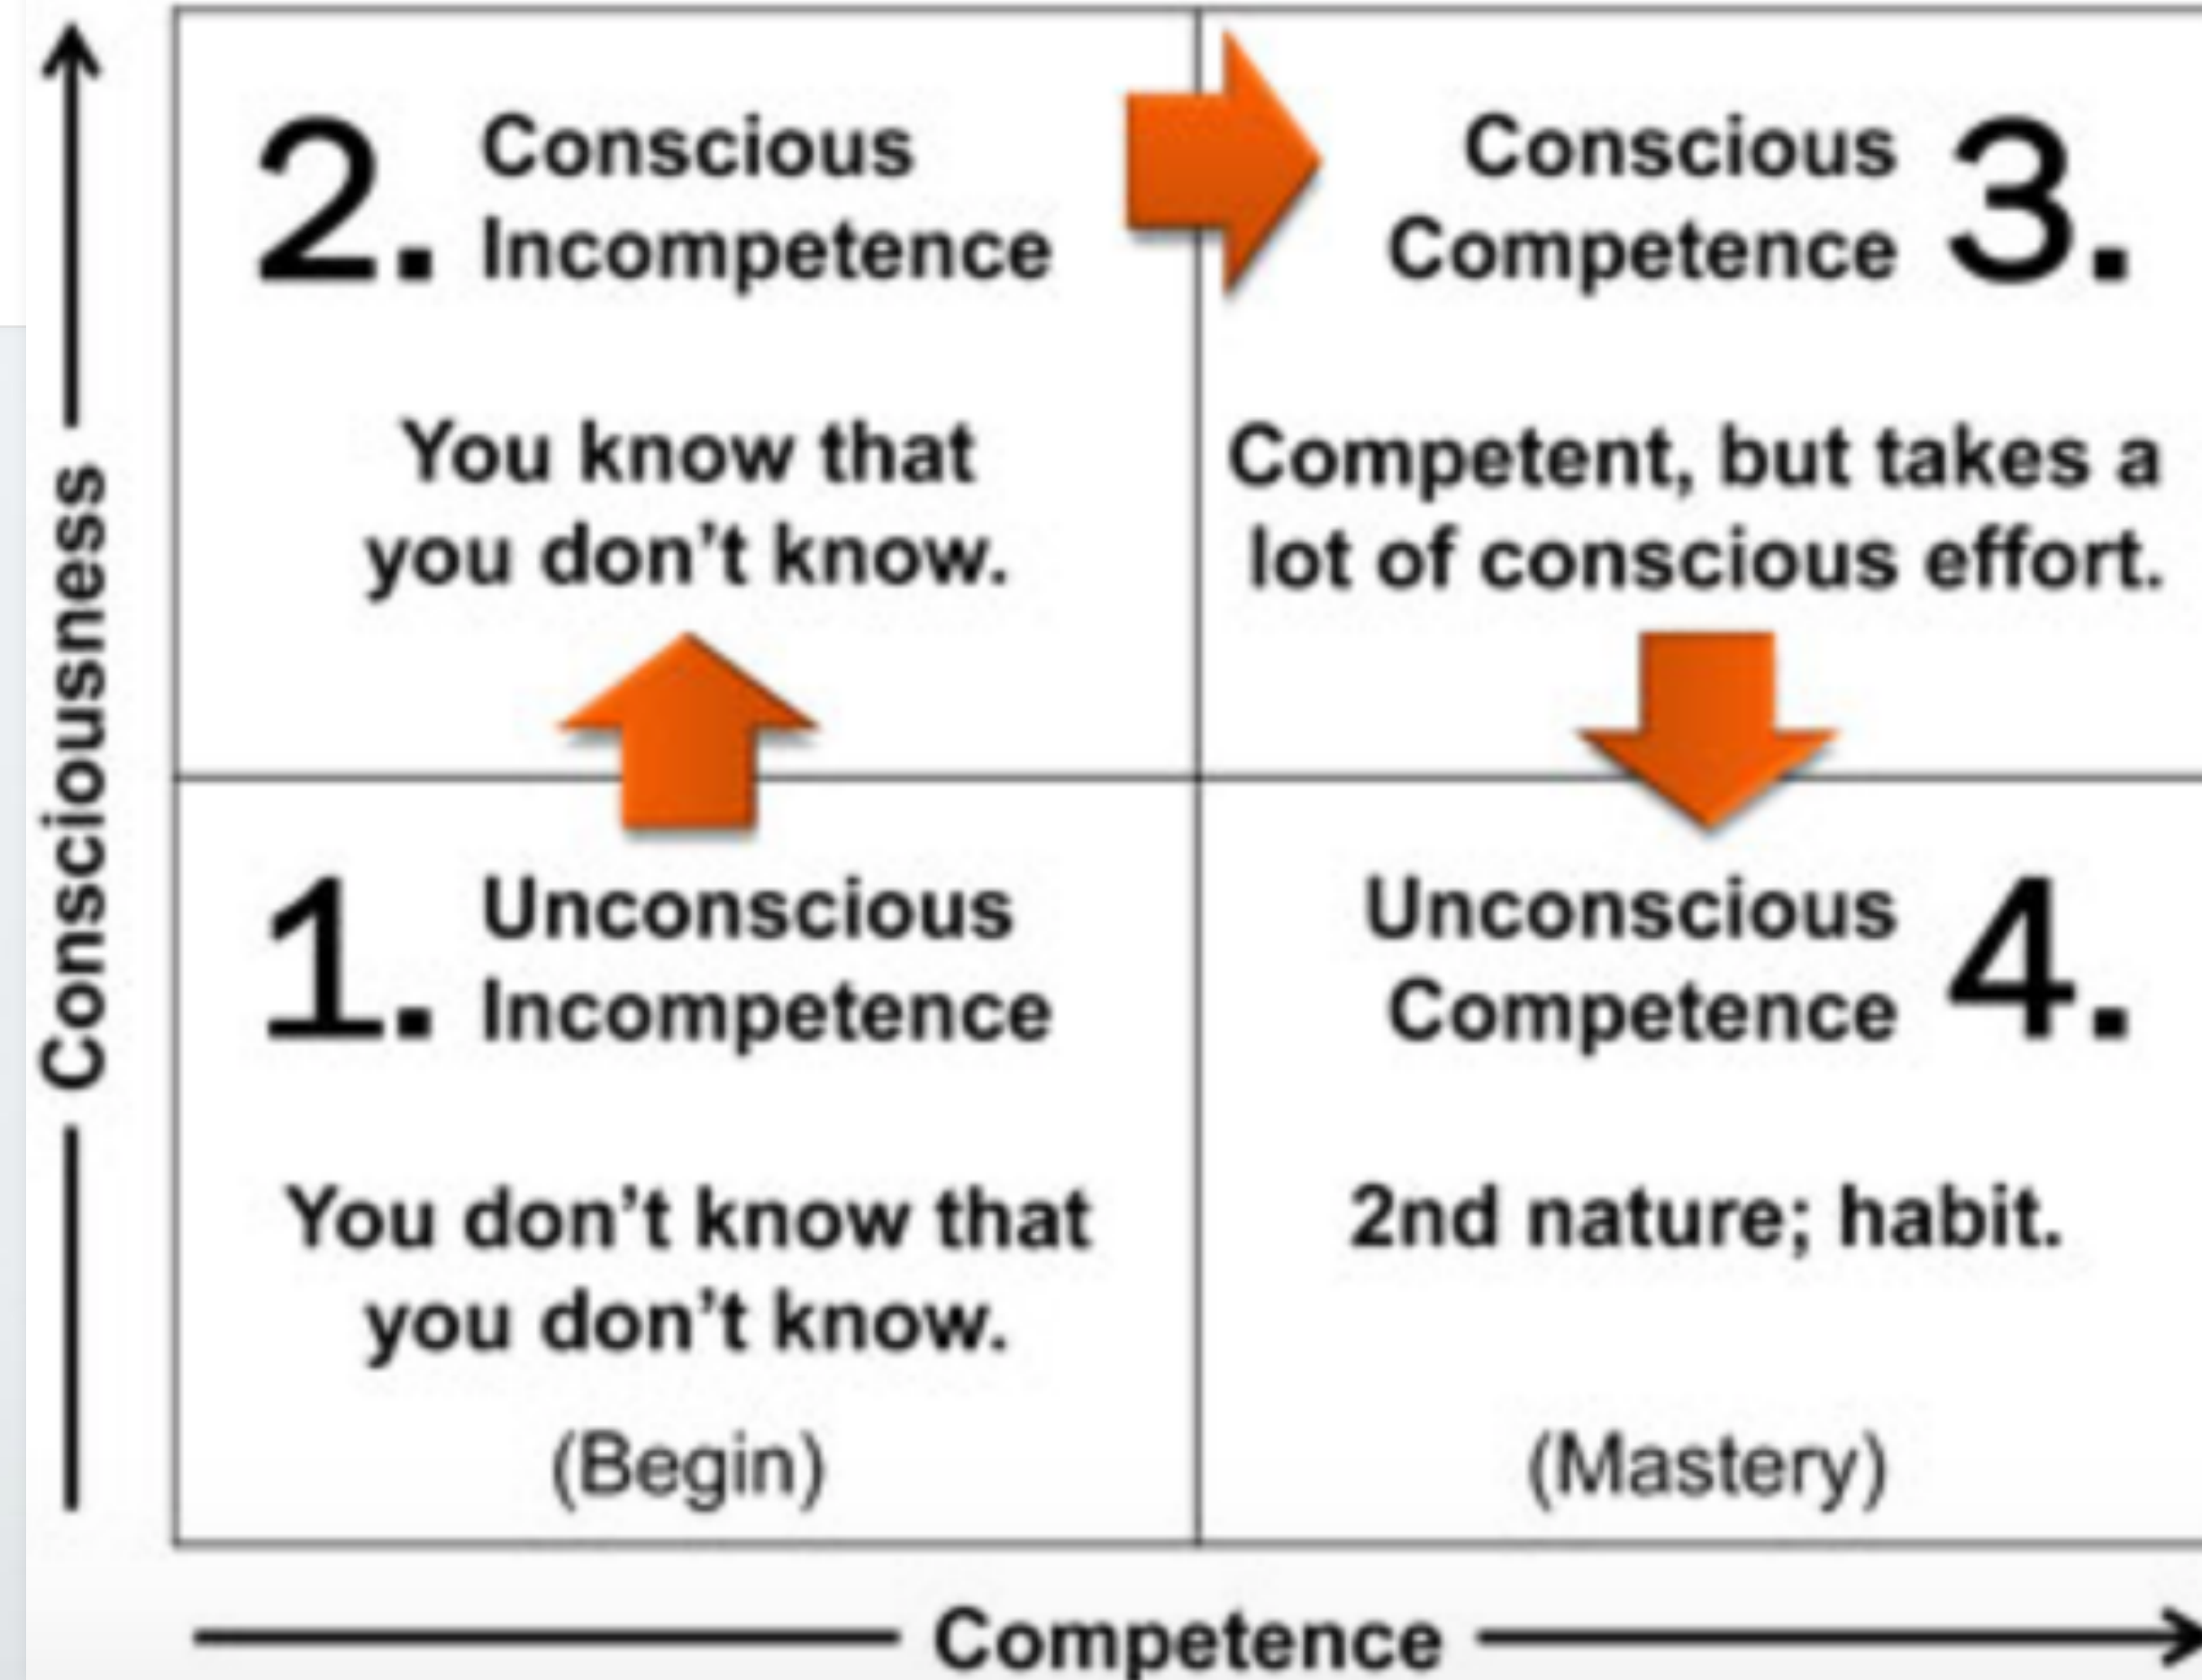 2. Conscious
Incompetence
You know that
you don't know.
Conscious 3.
Competence
Competent, but takes a
lot of conscious effort.
1. Unconscious
Incompetence
You don't know that
you don't know.
(Begin)
Unconscious 4.
Competence
2nd nature; habit.
(Mastery)
Consciousness
Competence